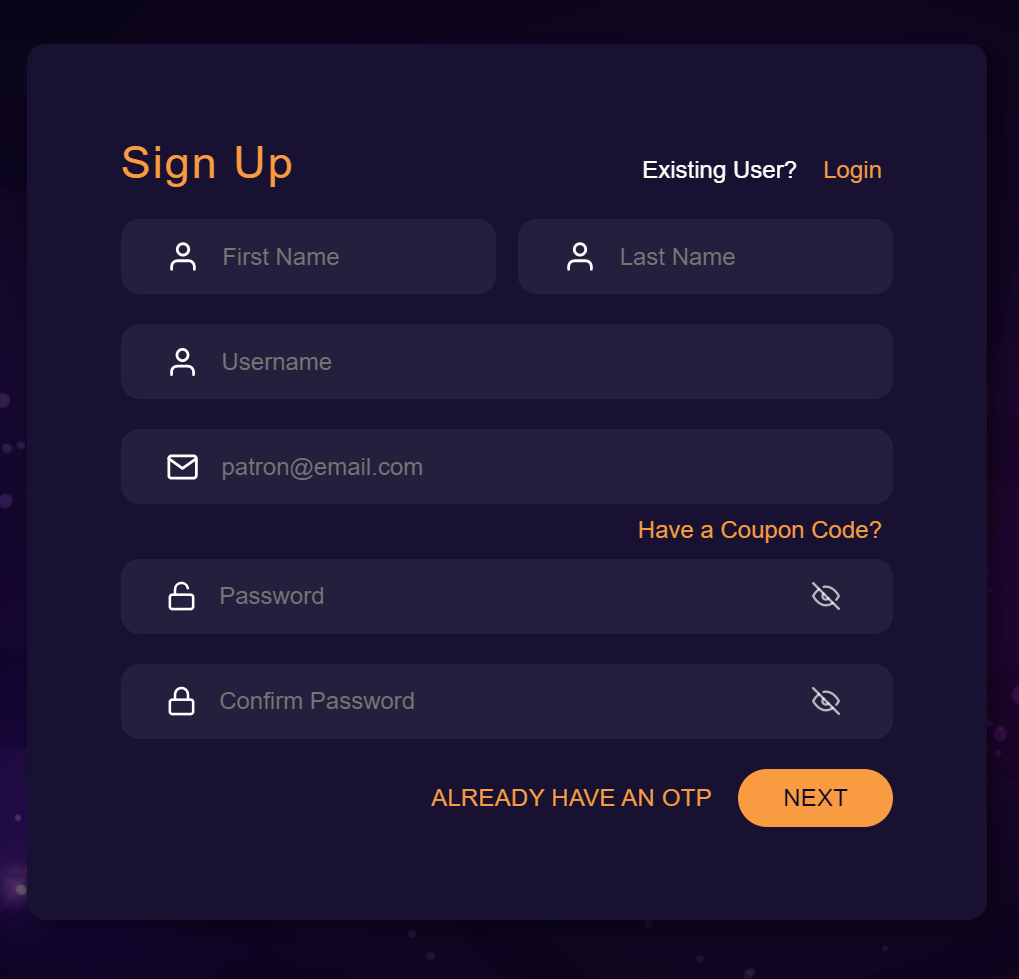 Sign Up
Existing User? Login
First Name
Last Name
Username
patron@email.com
Have a Coupon Code?
Password
Confirm Password
ALREADY HAVE AN OTP
NEXT